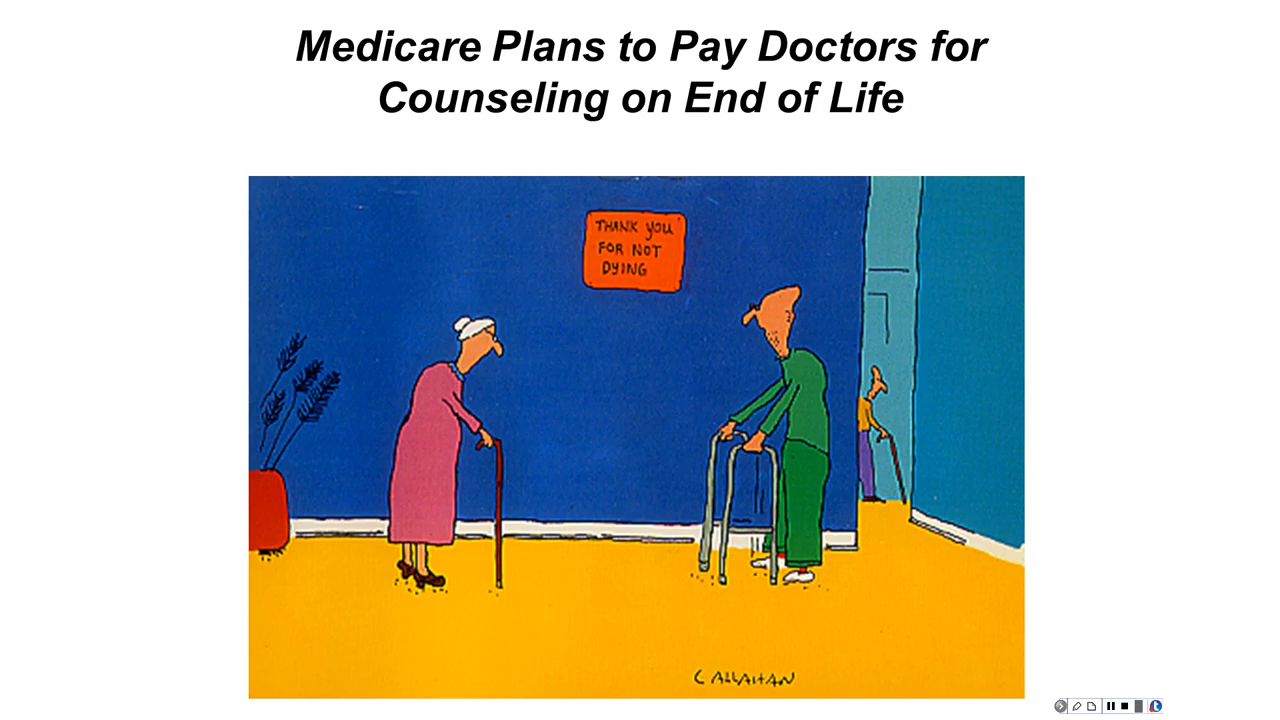 Medicare Plans to Pay Doctors for
Counseling on End of Life
THANK YOU
FOR NOT
DYING
CALLAHAN